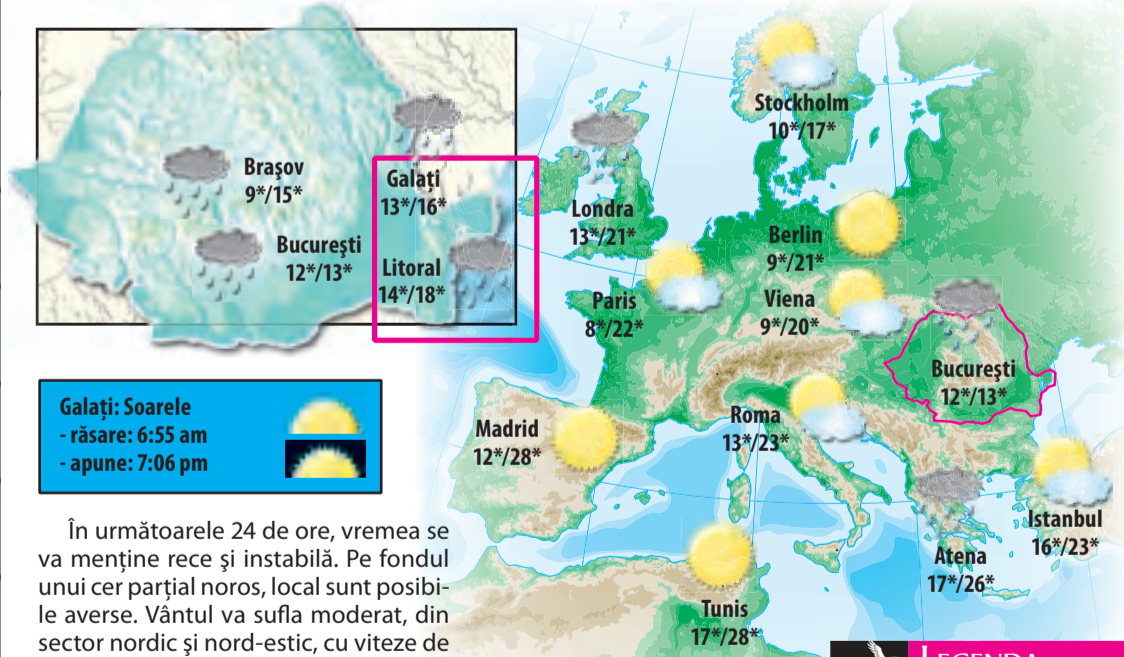 Braşov
9*/15*
Bucureşti
12*/13*
Galaţi
13*/16*
Litoral
14*/18*
Galaţi: Soarele
- răsare: 6:55 am
- apune: 7:06 pm
În următoarele 24 de ore, vremea se
va menţine rece şi instabilă. Pe fondul
unui cer parţial noros, local sunt posibi-
le averse. Vântul va sufla moderat, din
sector nordic şi nord-estic, cu viteze de
Stockholm
10*/17*
Londra
13*/21*
Berlin
9*/21*
Paris
8*/22*
Viena
9*/20*
Bucureşti
12*/13*
Madrid
12*/28*
Roma
13*/23*
Istanbul
16*/23*
Atena
17*/26*
Tunis
17*/28*
LEGENDA